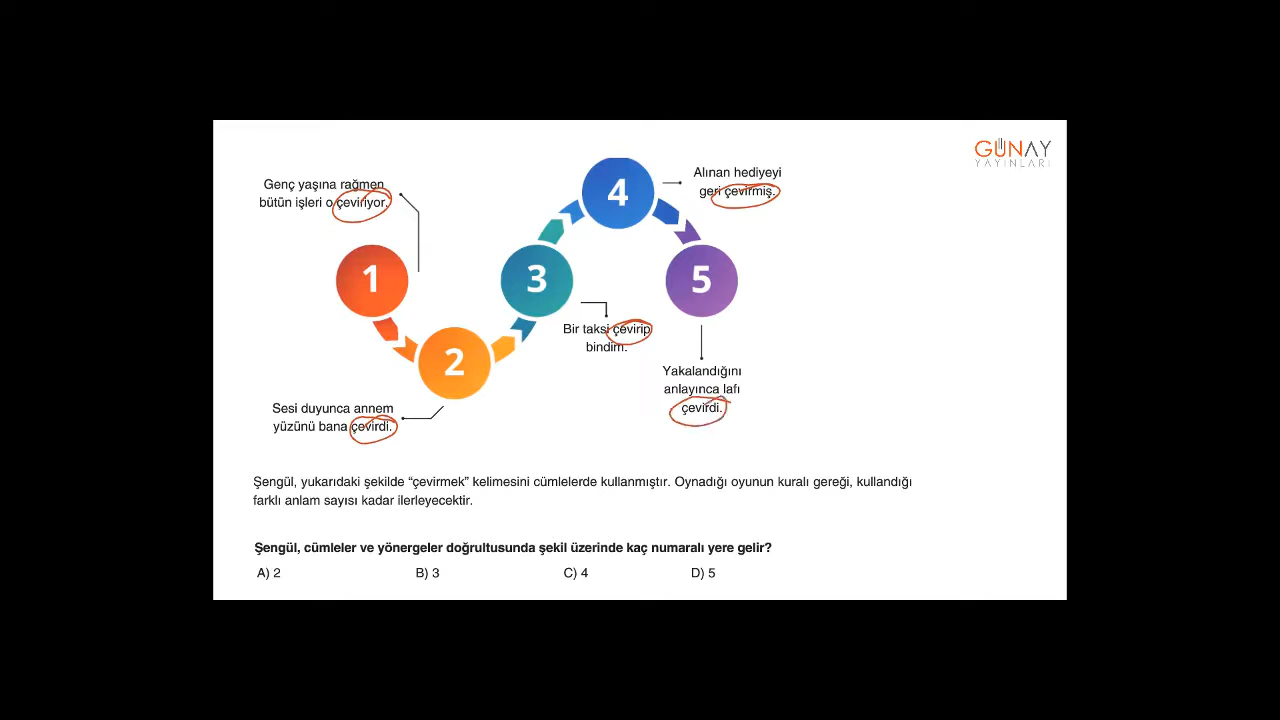 GÜNAY
YAYINLARI
Genç yaşına rağmen
bütün işleri o çeviriyor.
4
Alınan hediyeyi
geri çevirmiş.
1
3
5
Bir taksi çevirip
bindim.
2
Yakalandığını
anlayınca lafı
çevirdi.
Sesi duyunca annem
yüzünü bana çevirdi.
Şengül, yukarıdaki şekilde “çevirmek” kelimesini cümlelerde kullanmıştır. Oynadığı oyunun kuralı gereği, kullandığı
farklı anlam sayısı kadar ilerleyecektir.
Şengül, cümleler ve yönergeler doğrultusunda şekil üzerinde kaç numaralı yere gelir?
A) 2 B) 3 C) 4 D) 5